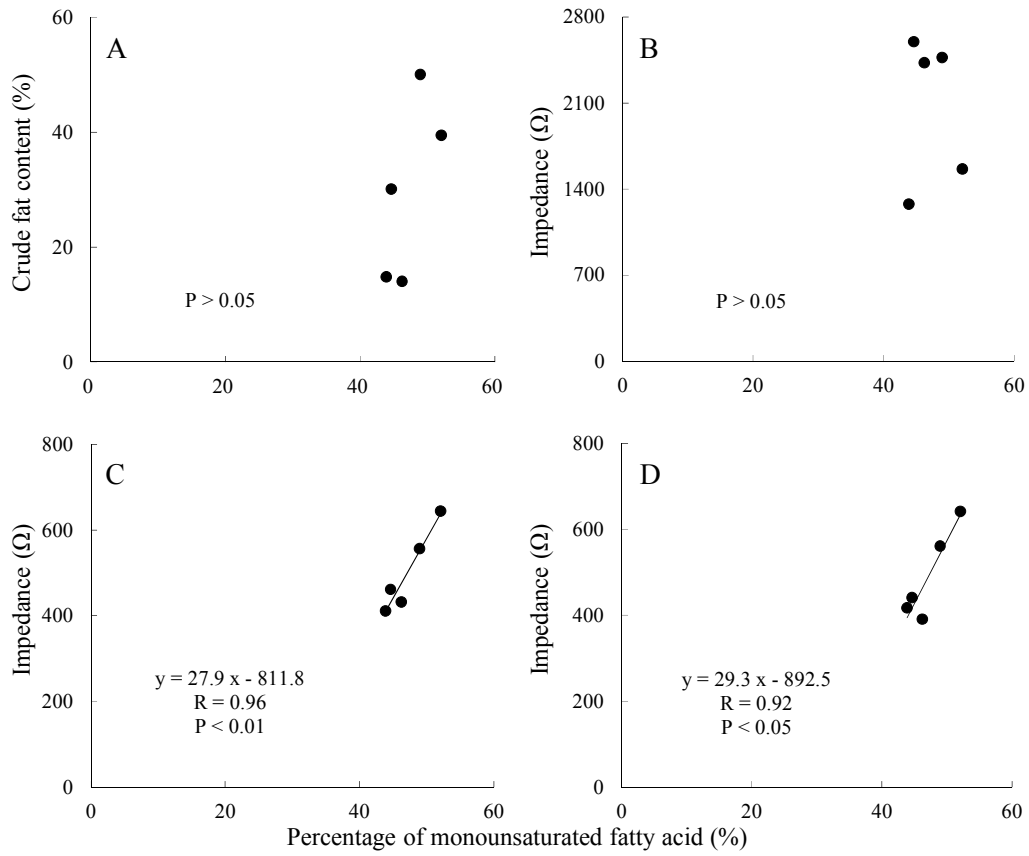 A
Crude fat content (%)
60
40
20
0
P > 0.05
0
20
40
60
B
Impedance (Ω)
2800
2100
1400
700
0
P > 0.05
0
20
40
60
C
Impedance (Ω)
800
600
400
200
0
y = 27.9 x - 811.8
R = 0.96
P < 0.01
0
20
40
60
D
Impedance (Ω)
800
600
400
200
0
y = 29.3 x - 892.5
R = 0.92
P < 0.05
0
20
40
60
Percentage of monounsaturated fatty acid (%)